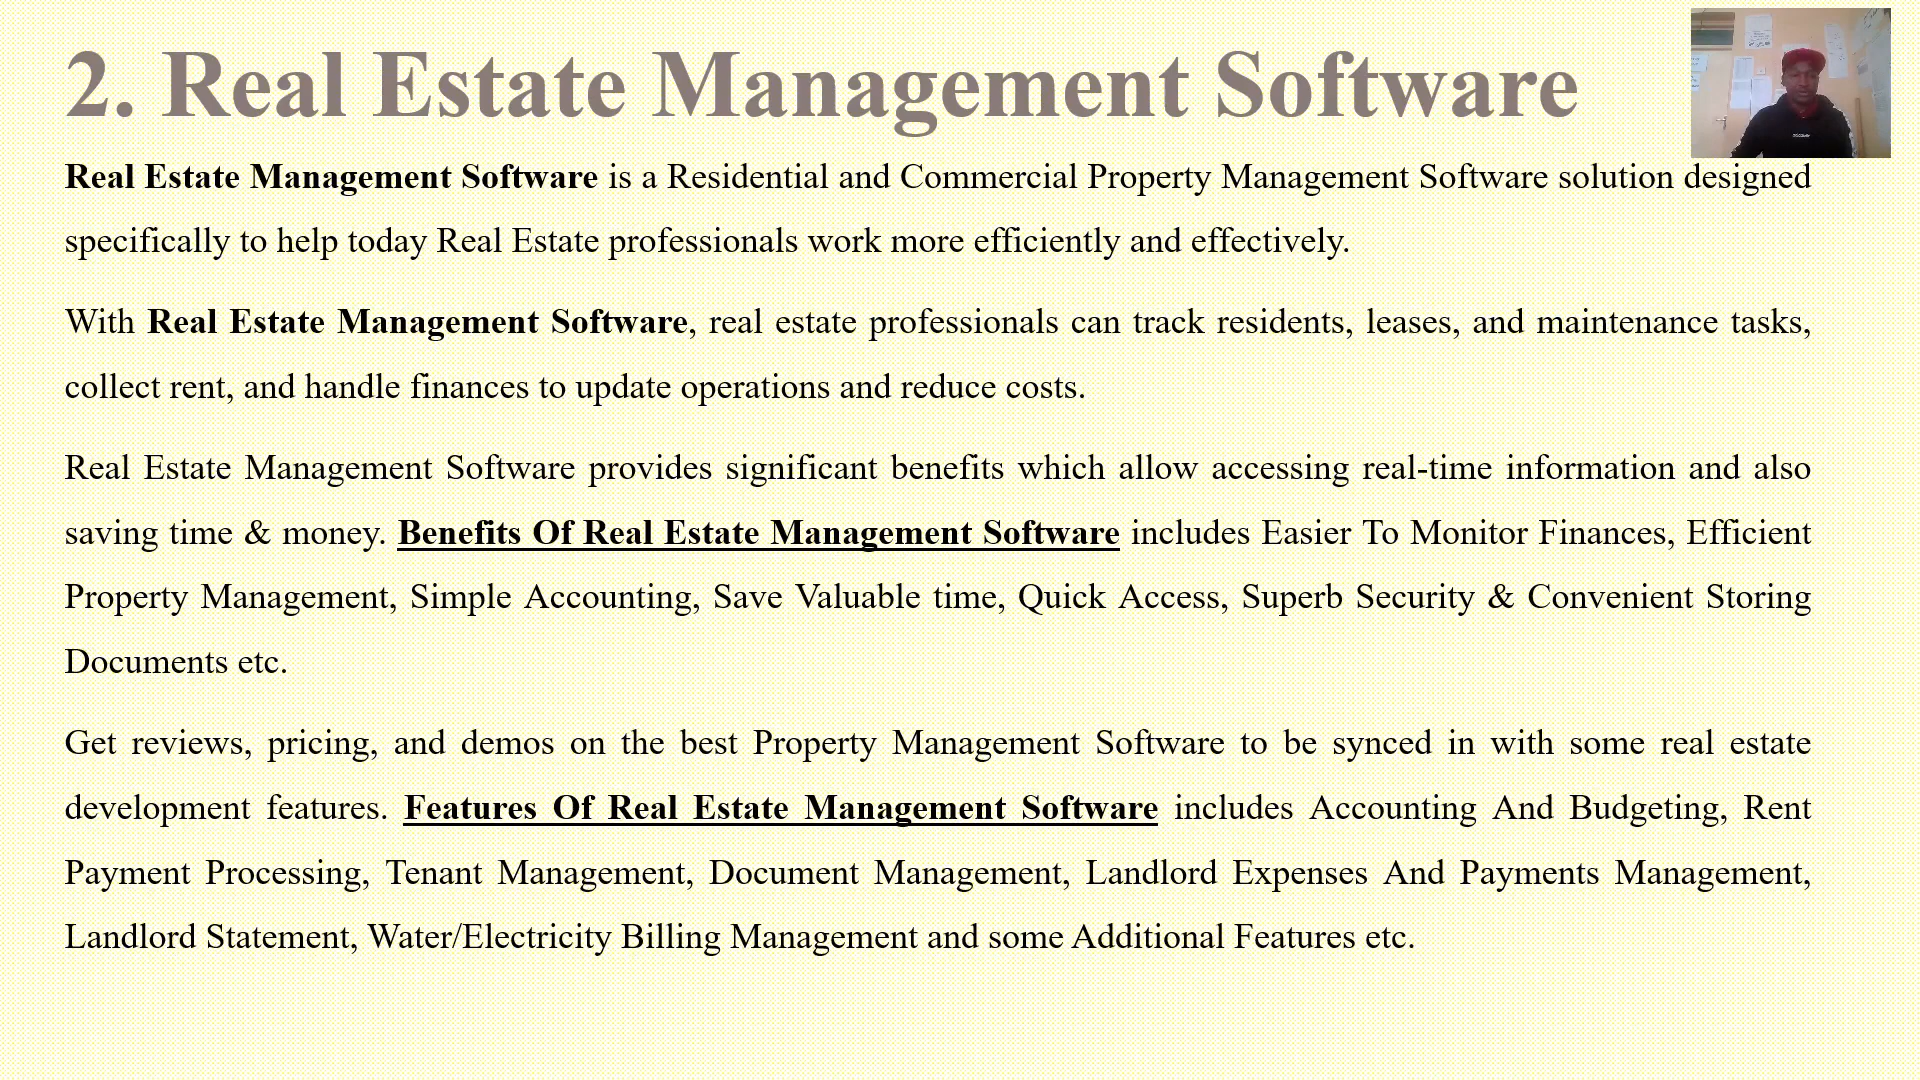 2. Real Estate Management Software
Real Estate Management Software is a Residential and Commercial Property Management Software solution designed
specifically to help today Real Estate professionals work more efficiently and effectively.
With Real Estate Management Software, real estate professionals can track residents, leases, and maintenance tasks,
collect rent, and handle finances to update operations and reduce costs.
Real Estate Management Software provides significant benefits which allow accessing real-time information and also
saving time & money. Benefits Of Real Estate Management Software includes Easier To Monitor Finances, Efficient
Property Management, Simple Accounting, Save Valuable time, Quick Access, Superb Security & Convenient Storing
Documents etc.
Get reviews, pricing, and demos on the best Property Management Software to be synced in with some real estate
development features. Features Of Real Estate Management Software includes Accounting And Budgeting, Rent
Payment Processing, Tenant Management, Document Management, Landlord Expenses And Payments Management,
Landlord Statement, Water/Electricity Billing Management and some Additional Features etc.